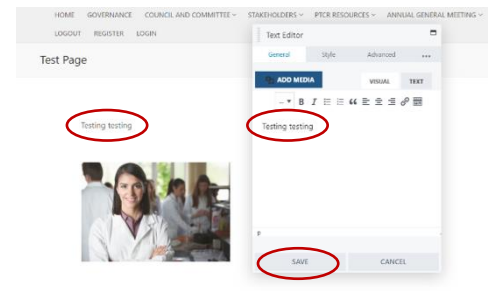 HOME GOVERNANCE COUNCIL AND COMMITTEE STAKEHOLDERS PTCR RESOURCES ANNUAL GENERAL MEETING
LOGOUT REGISTER LOGIN
Test Page
Testing testing
Text Editor
General Style Advanced ...
ADD MEDIA VISUAL TEXT
B I
Testing testing
P
SAVE CANCEL